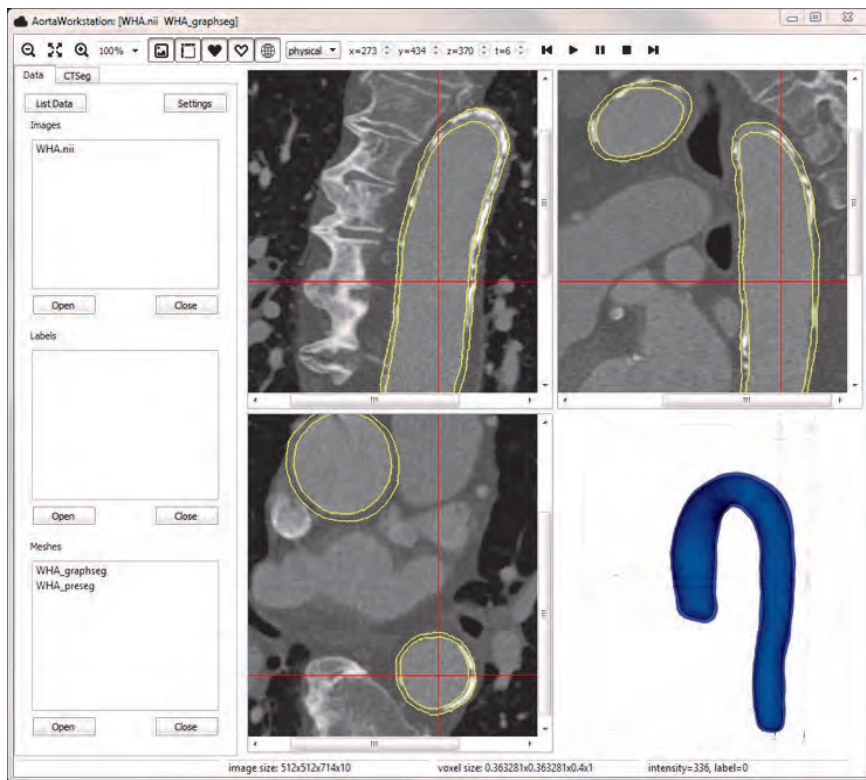 AortaWorkstation: [WHA.nii WHA_graphseg]
100% physical x=273 y=434 z=370 t=6
Data CTSeg
List Data Settings
Images
WHA.nii
Open Close
Labels
Open Close
Meshes
WHA_graphseg
WHA_preseg
Open Close
image size: 512x512x714x10 voxel size: 0.363281x0.363281x0.4x1 intensity=336, label=0